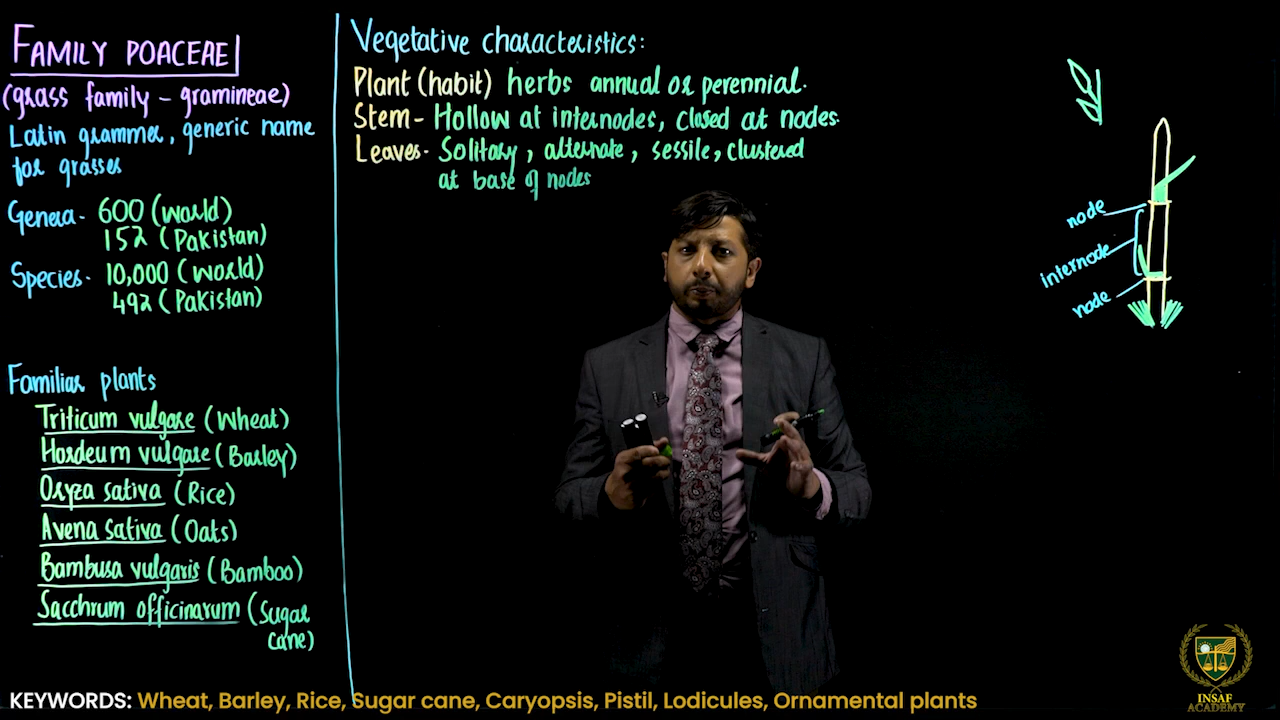 FAMILY POACEAE
(grass family - gramineae)
Latin grammer, generic name
for grasses
Genera- 600 (world)
152 (Pakistan)
Species- 10,000 (world)
492 (Pakistan)
Familiar plants
Triticum vulgare (Wheat)
Hordeum vulgare (Barley)
Oryza sativa (Rice)
Avena sativa (Oats)
Bambusa vulgaris (Bamboo)
Sacchrum officinarum (Sugar
cane)
Vegetative characteristics:
Plant (habit) herbs annual or perennial.
Stem- Hollow at internodes, closed at nodes.
Leaves- Solitary, alternate, sessile, clustered
at base of nodes
node
internode
node
KEYWORDS: Wheat, Barley, Rice, Sugar cane, Caryopsis, Pistil, Lodicules, Ornamental plants
INSAF
ACADEMY